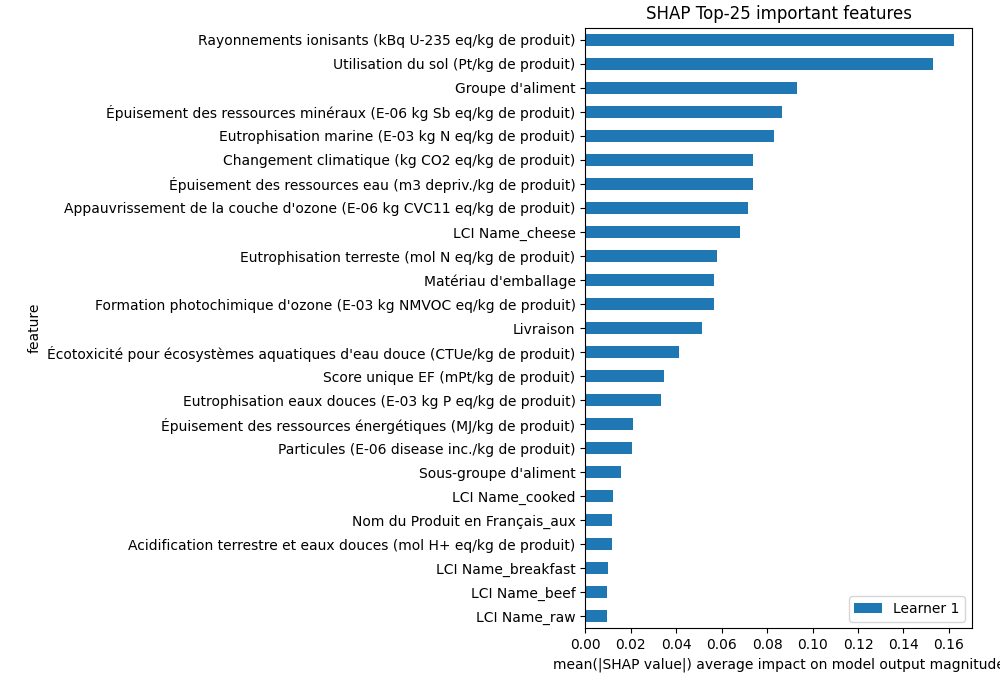 SHAP Top-25 important features
Rayonnements ionisants (kBq U-235 eq/kg de produit)
Utilisation du sol (Pt/kg de produit)
Groupe d'aliment
Épuisement des ressources minéraux (E-06 kg Sb eq/kg de produit)
Eutrophisation marine (E-03 kg N eq/kg de produit)
Changement climatique (kg CO2 eq/kg de produit)
Épuisement des ressources eau (m3 depriv./kg de produit)
Appauvrissement de la couche d'ozone (E-06 kg CVC11 eq/kg de produit)
LCI Name_cheese
Eutrophisation terreste (mol N eq/kg de produit)
Matériau d'emballage
Formation photochimique d'ozone (E-03 kg NMVOC eq/kg de produit)
Livraison
Écotoxicité pour écosystèmes aquatiques d'eau douce (CTUe/kg de produit)
Score unique EF (mPt/kg de produit)
Eutrophisation eaux douces (E-03 kg P eq/kg de produit)
Épuisement des ressources énergétiques (MJ/kg de produit)
Particules (E-06 disease inc./kg de produit)
Sous-groupe d'aliment
LCI Name_cooked
Nom du Produit en Français_aux
Acidification terrestre et eaux douces (mol H+ eq/kg de produit)
LCI Name_breakfast
LCI Name_beef
LCI Name_raw
feature
Learner 1
0.00 0.02 0.04 0.06 0.08 0.10 0.12 0.14 0.16
mean(|SHAP value|) average impact on model output magnitude